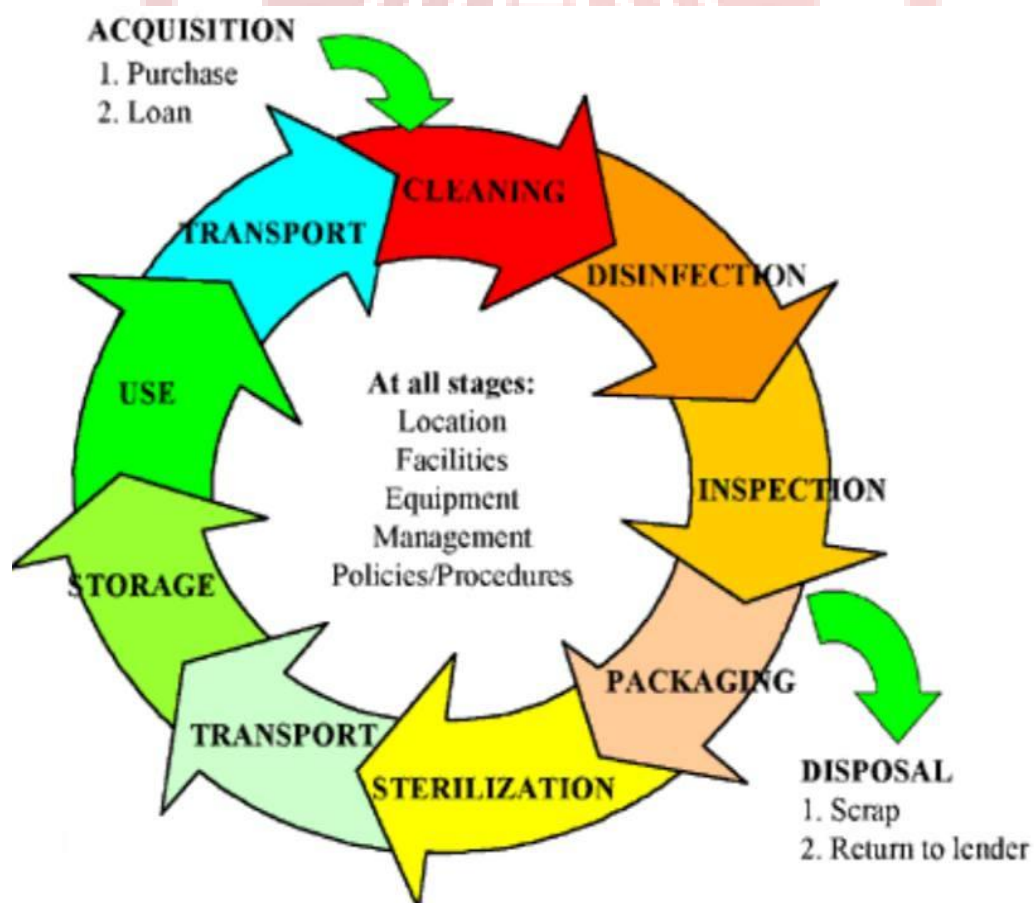 ACQUISITION
1. Purchase
2. Loan
CLEANING
TRANSPORT
DISINFECTION
USE
At all stages:
Location
Facilities
Equipment
Management
Policies/Procedures
INSPECTION
STORAGE
PACKAGING
TRANSPORT
STERILIZATION
DISPOSAL
1. Scrap
2. Return to lender